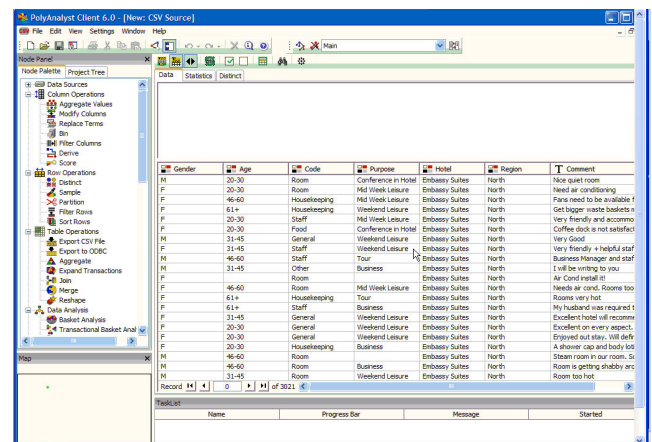 PolyAnalyst Client 6.0 - [New: CSV Source]
File Edit View Settings Window Help
Main
Node Panel
Node Palette Project Tree
Data Sources
Column Operations
Aggregate Values
Modify Columns
Replace Terms
Bin
Filter Columns
Derive
Score
Row Operations
Distinct
Sample
Partition
Filter Rows
Sort Rows
Table Operations
Export CSV File
Export to ODBC
Aggregate
Expand Transactions
Join
Merge
Reshape
Data Analysis
Basket Analysis
Transactional Basket Anal
Map
Data Statistics Distinct
Gender Age Code Purpose Hotel Region Comment
M 20-30 Room Conference in Hotel Embassy Suites North Nice quiet room
F 20-30 Room Mid Week Leisure Embassy Suites North Need air conditioning
F 46-60 Housekeeping Mid Week Leisure Embassy Suites North Fans need to be available f
F 61+ Housekeeping Weekend Leisure Embassy Suites North Get bigger waste baskets
F 20-30 Staff Mid Week Leisure Embassy Suites North Very friendly and accommo
F 20-30 Food Conference in Hotel Embassy Suites North Coffee dock is not satisfact
M 31-45 General Weekend Leisure Embassy Suites North Very Good
F 31-45 Staff Weekend Leisure Embassy Suites North Very friendly + helpful staf
M 46-60 Staff Tour Embassy Suites North Business Manager and staf
M 31-45 Other Business Embassy Suites North I will be writing to you
F Room Embassy Suites North Air Cond install it!
F 46-60 Room Mid Week Leisure Embassy Suites North Needs air cond. Rooms too
F 61+ Housekeeping Tour Embassy Suites North Rooms very hot
F 61+ Staff Business Embassy Suites North My husband was required t
F 31-45 General Weekend Leisure Embassy Suites North Excellent hotel will recomme
F 20-30 General Weekend Leisure Embassy Suites North Excellent on every aspect.
F 20-30 General Weekend Leisure Embassy Suites North Enjoyed out stay. Will defir
F 20-30 Housekeeping Business Embassy Suites North A shower cap and body loti
M 46-60 Room Embassy Suites North Steam room in our room. S
M 46-60 Room Business Embassy Suites North Room is getting shabby aro
M 31-45 Room Weekend Leisure Embassy Suites North Room too hot
Record 0 of 3021
TaskList
Name Progress Bar Message Started